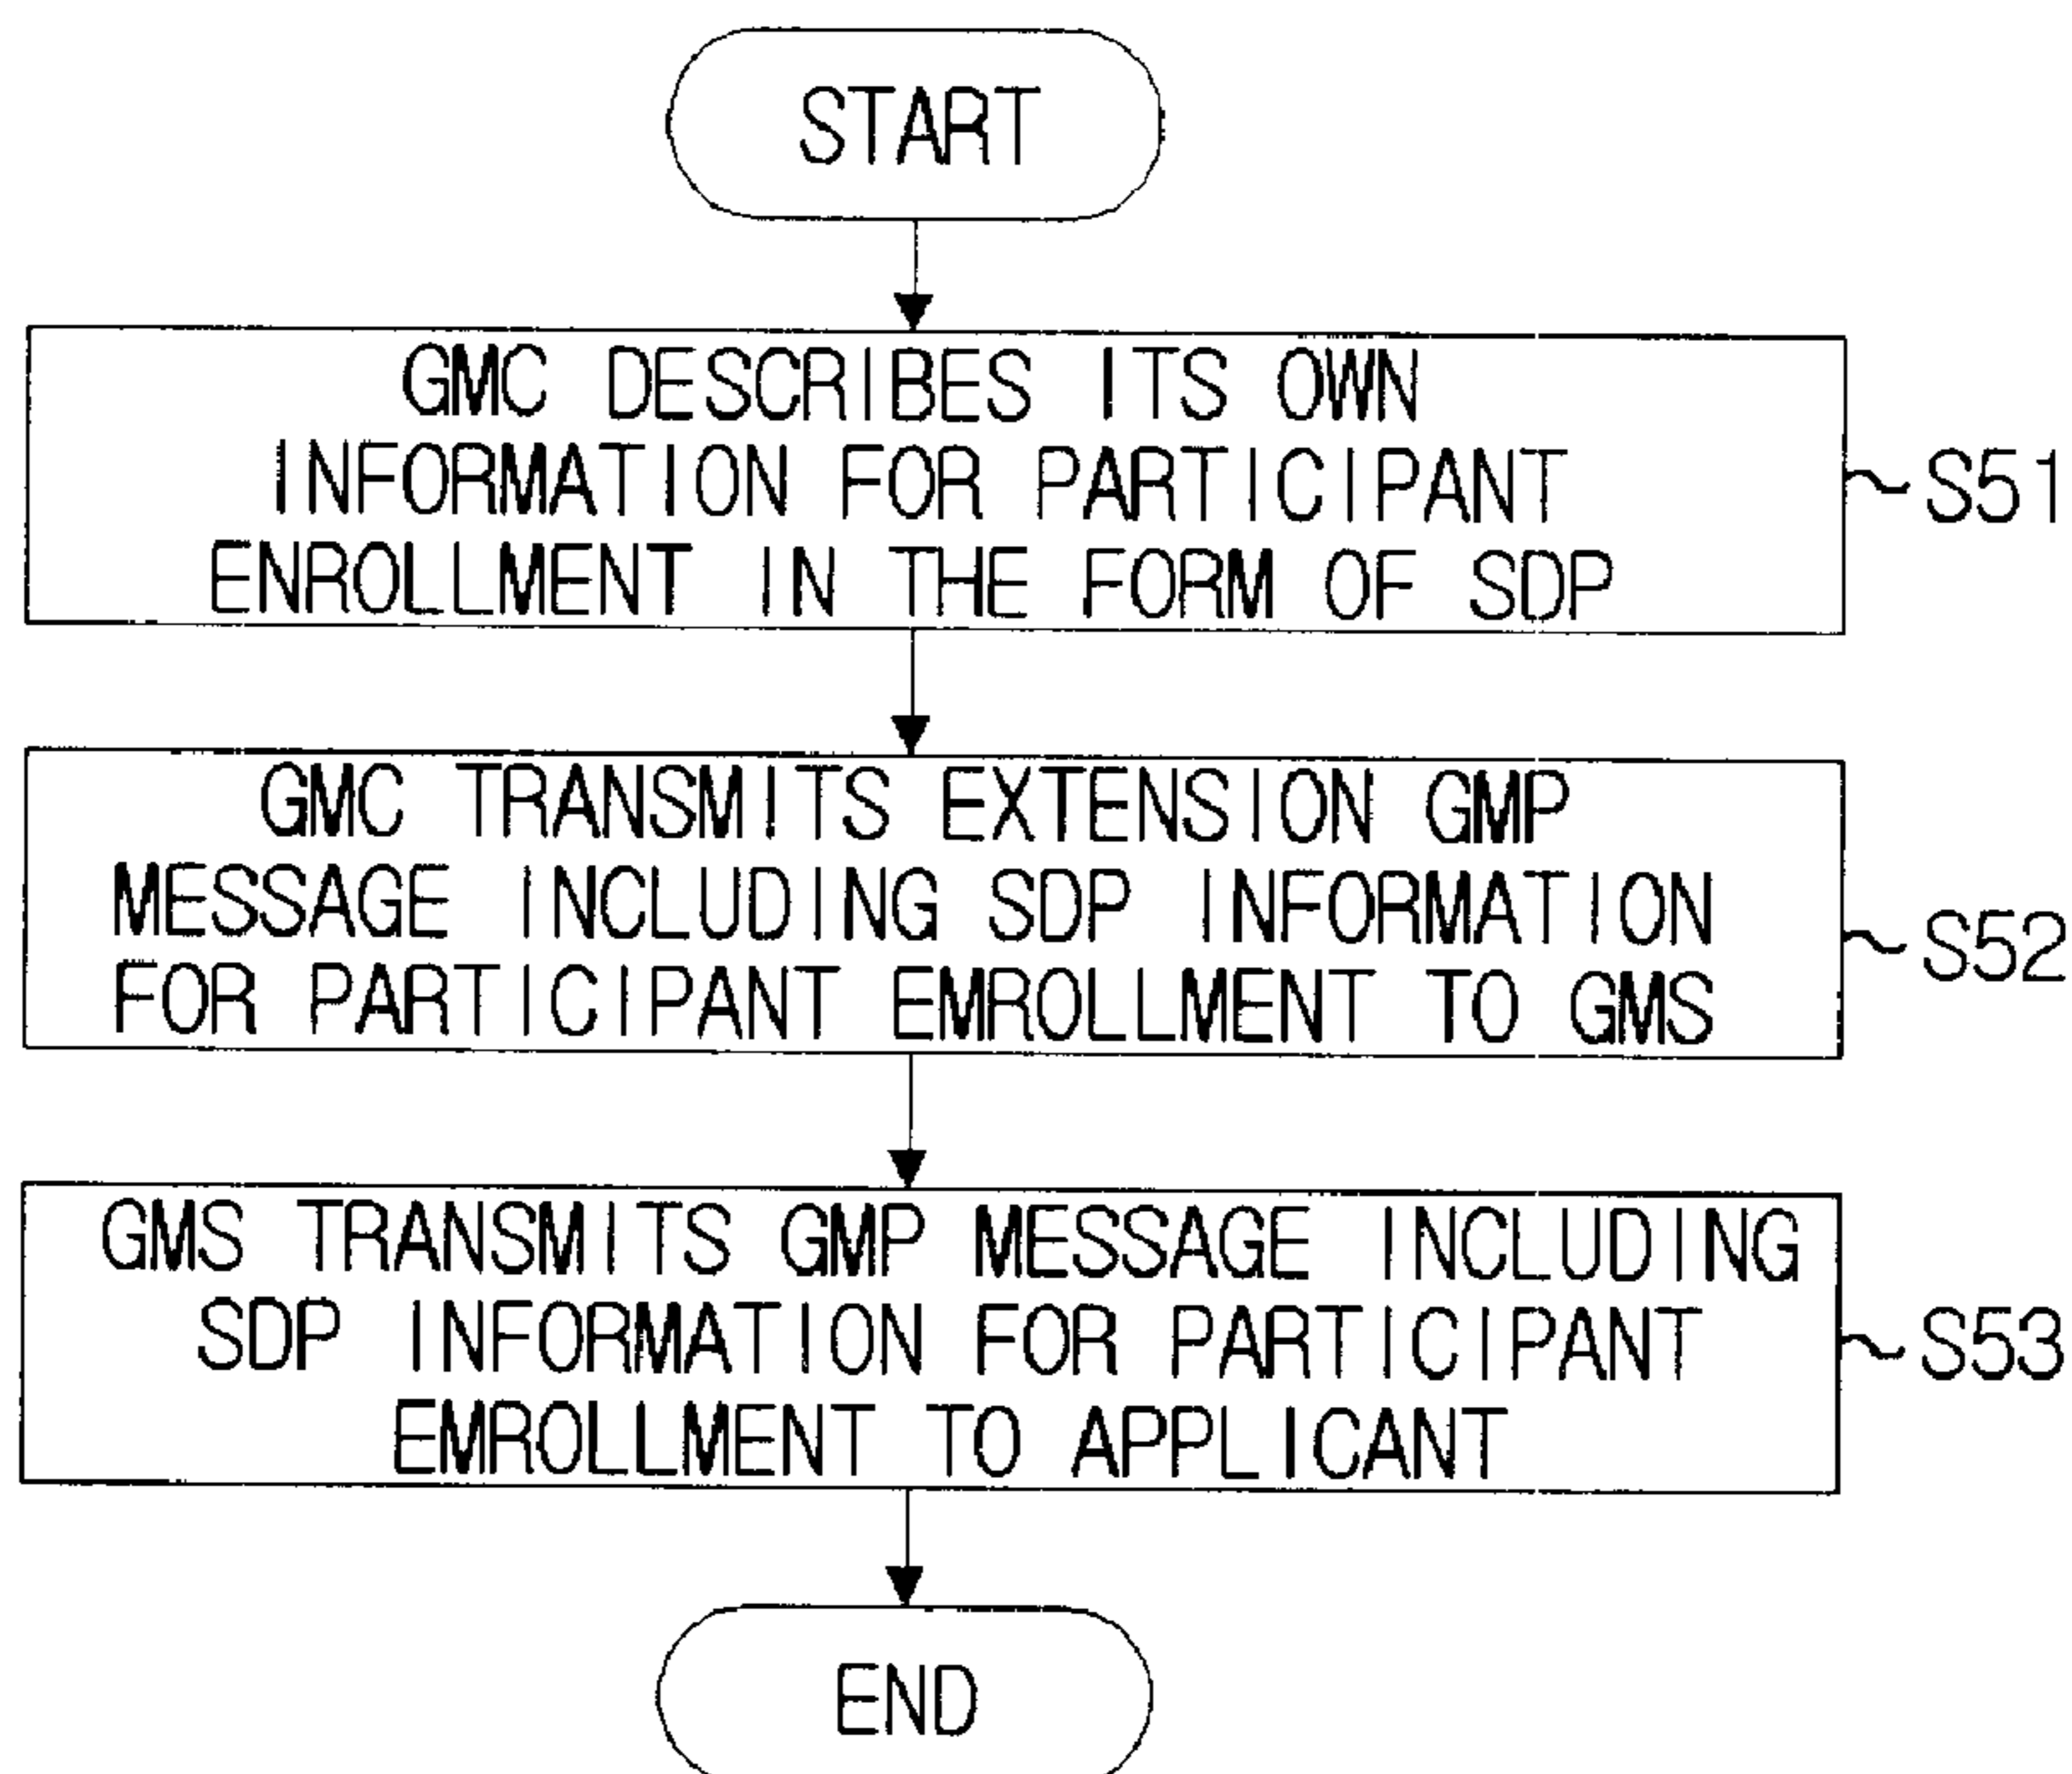 START
GMC DESCRIBES ITS OWN
INFORMATION FOR PARTICIPANT
ENROLLMENT IN THE FORM OF SDP
S51
GMC TRANSMITS EXTENSION GMP
MESSAGE INCLUDING SDP INFORMATION
FOR PARTICIPANT EMROLLMENT TO GMS
S52
GMS TRANSMITS GMP MESSAGE INCLUDING
SDP INFORMATION FOR PARTICIPANT
EMROLLMENT TO APPLICANT
S53
END